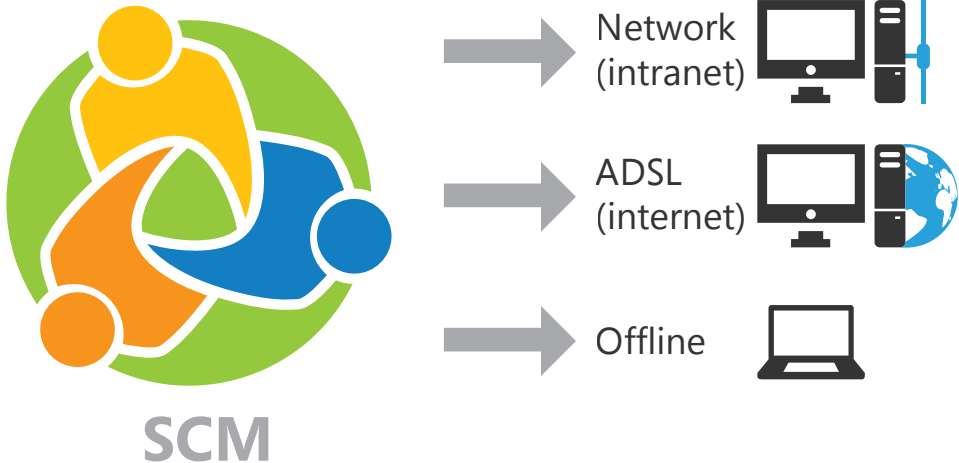 Network
(intranet)
ADSL
(internet)
Offline
SCM